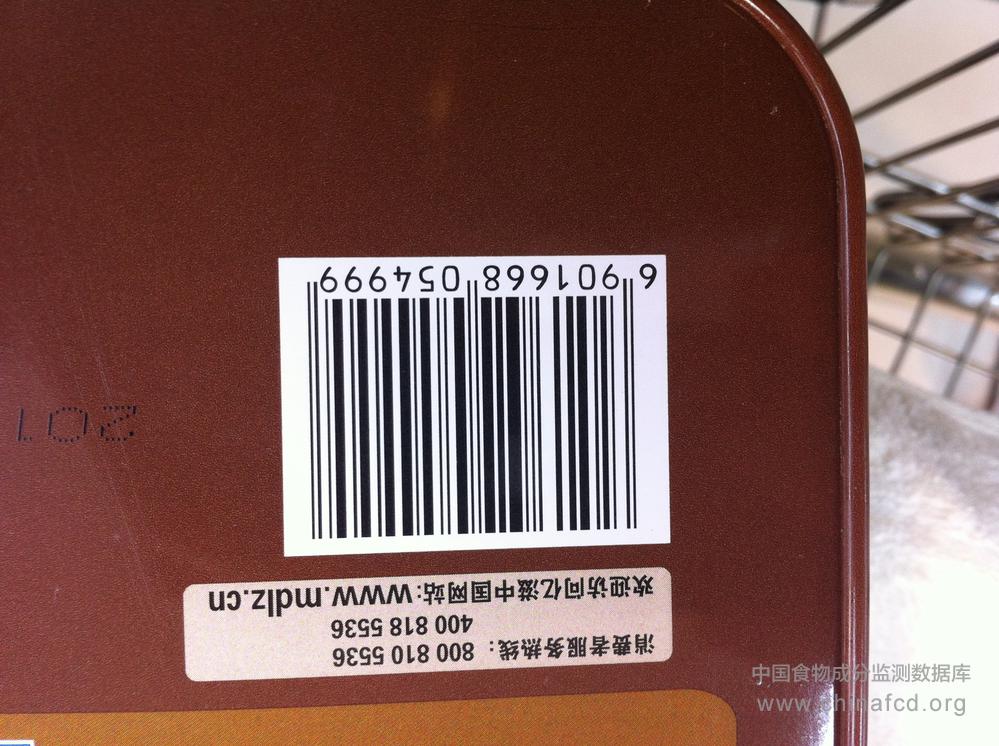 消费者服务热线：800 810 5536
400 818 5536
欢迎访问亿滋中国网站:www.mdlz.cn
6 901668 054999
201
中国食物成分监测数据库
www.chinafcd.org